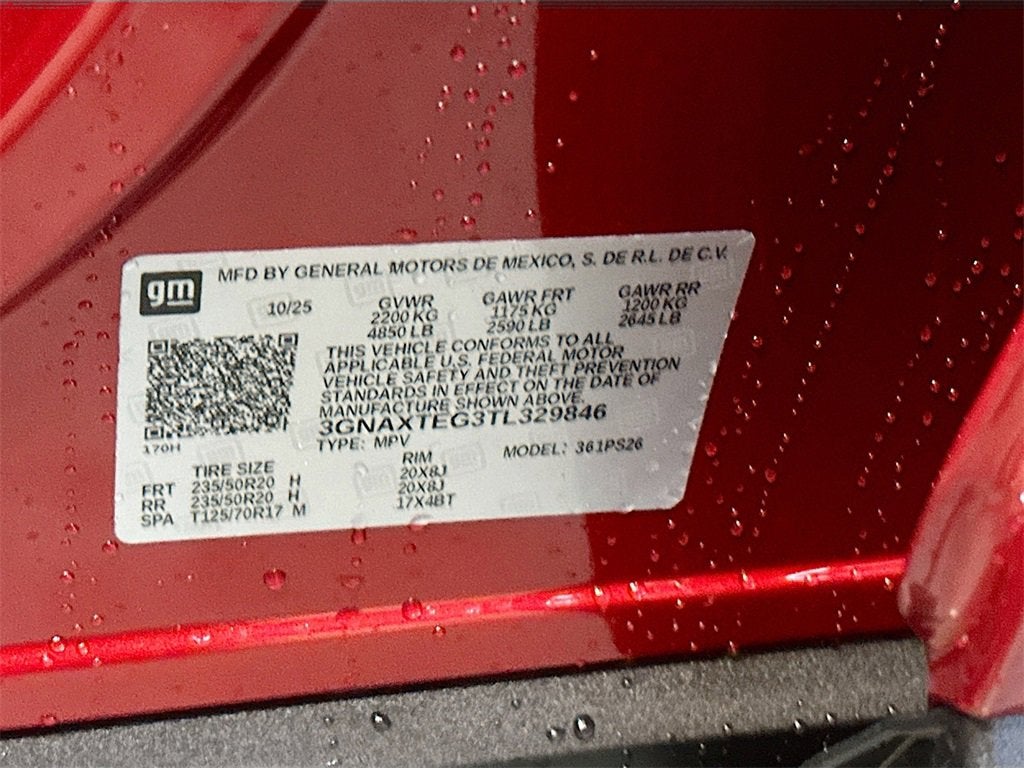 gm
MFD BY GENERAL MOTORS DE MEXICO, S. DE R.L. DE C.V.
10/25 GVWR GAWR FRT GAWR RR
2200 KG 1175 KG 1200 KG
4850 LB 2590 LB 2645 LB
THIS VEHICLE CONFORMS TO ALL
APPLICABLE U.S. FEDERAL MOTOR
VEHICLE SAFETY AND THEFT PREVENTION
STANDARDS IN EFFECT ON THE DATE OF
MANUFACTURE SHOWN ABOVE.
3GNAXTEG3TL329846
170H
TYPE: MPV MODEL: 361PS26
TIRE SIZE RIM
FRT 235/50R20 H 20X8J
RR 235/50R20 H 20X8J
SPA T125/70R17 M 17X4BT